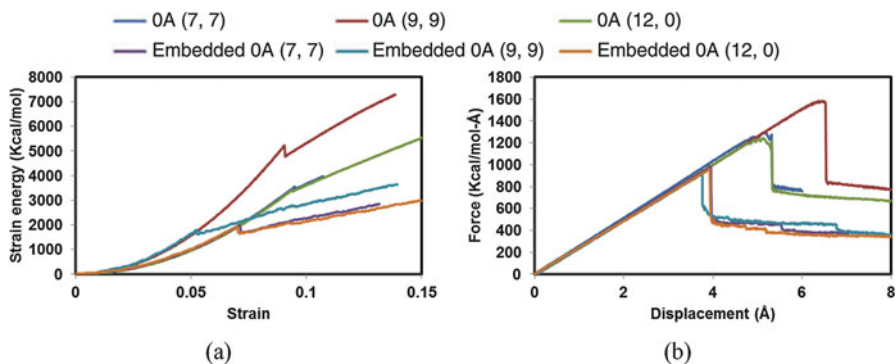 0A (7, 7) 0A (9, 9) 0A (12, 0)
Embedded 0A (7, 7) Embedded 0A (9, 9) Embedded 0A (12, 0)
Strain energy (Kcal/mol)
8000
7000
6000
5000
4000
3000
2000
1000
0
0 0.05 0.1 0.15
Strain
(a)
Force (Kcal/mol-Å)
1800
1600
1400
1200
1000
800
600
400
200
0
0 2 4 6 8
Displacement (Å)
(b)